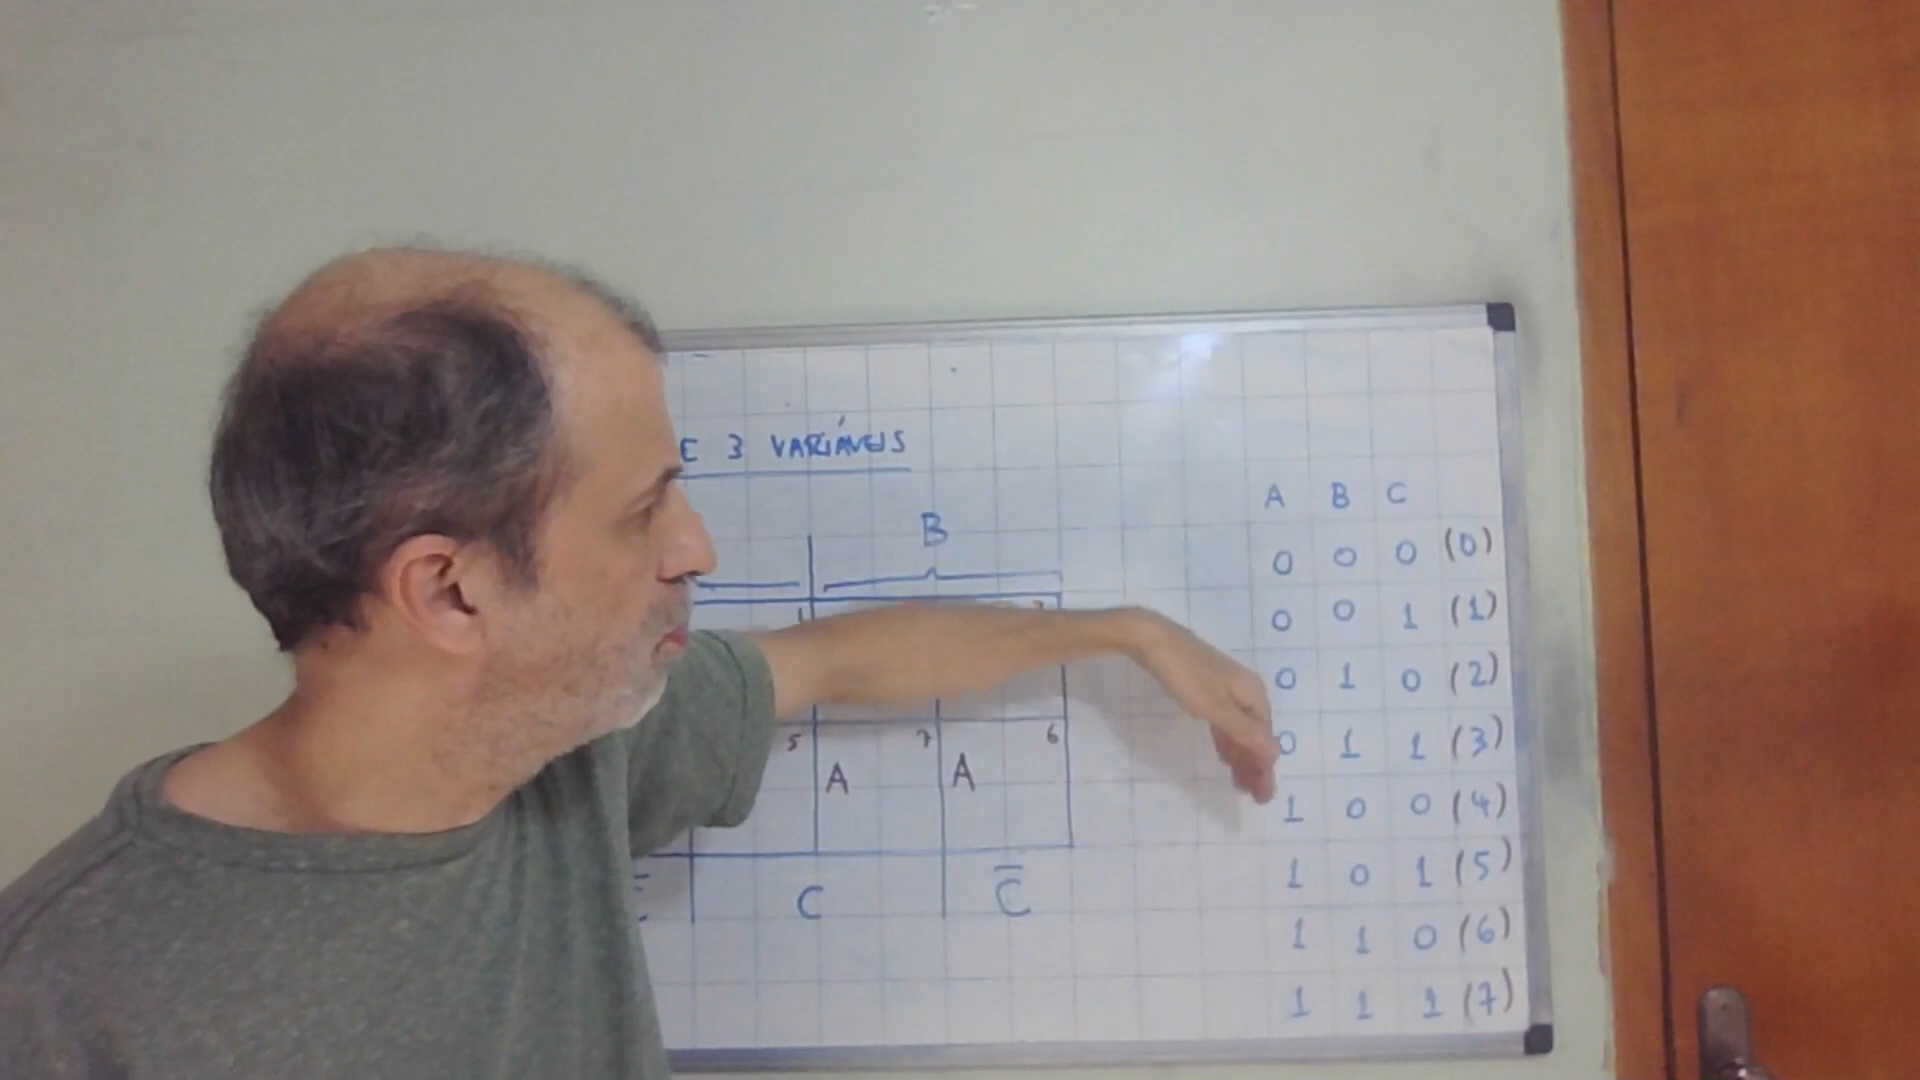 E 3 VARIÁVEIS
B
1
5 7 6
A A
C C̅
A B C
0 0 0 (0)
0 0 1 (1)
0 1 0 (2)
0 1 1 (3)
1 0 0 (4)
1 0 1 (5)
1 1 0 (6)
1 1 1 (7)